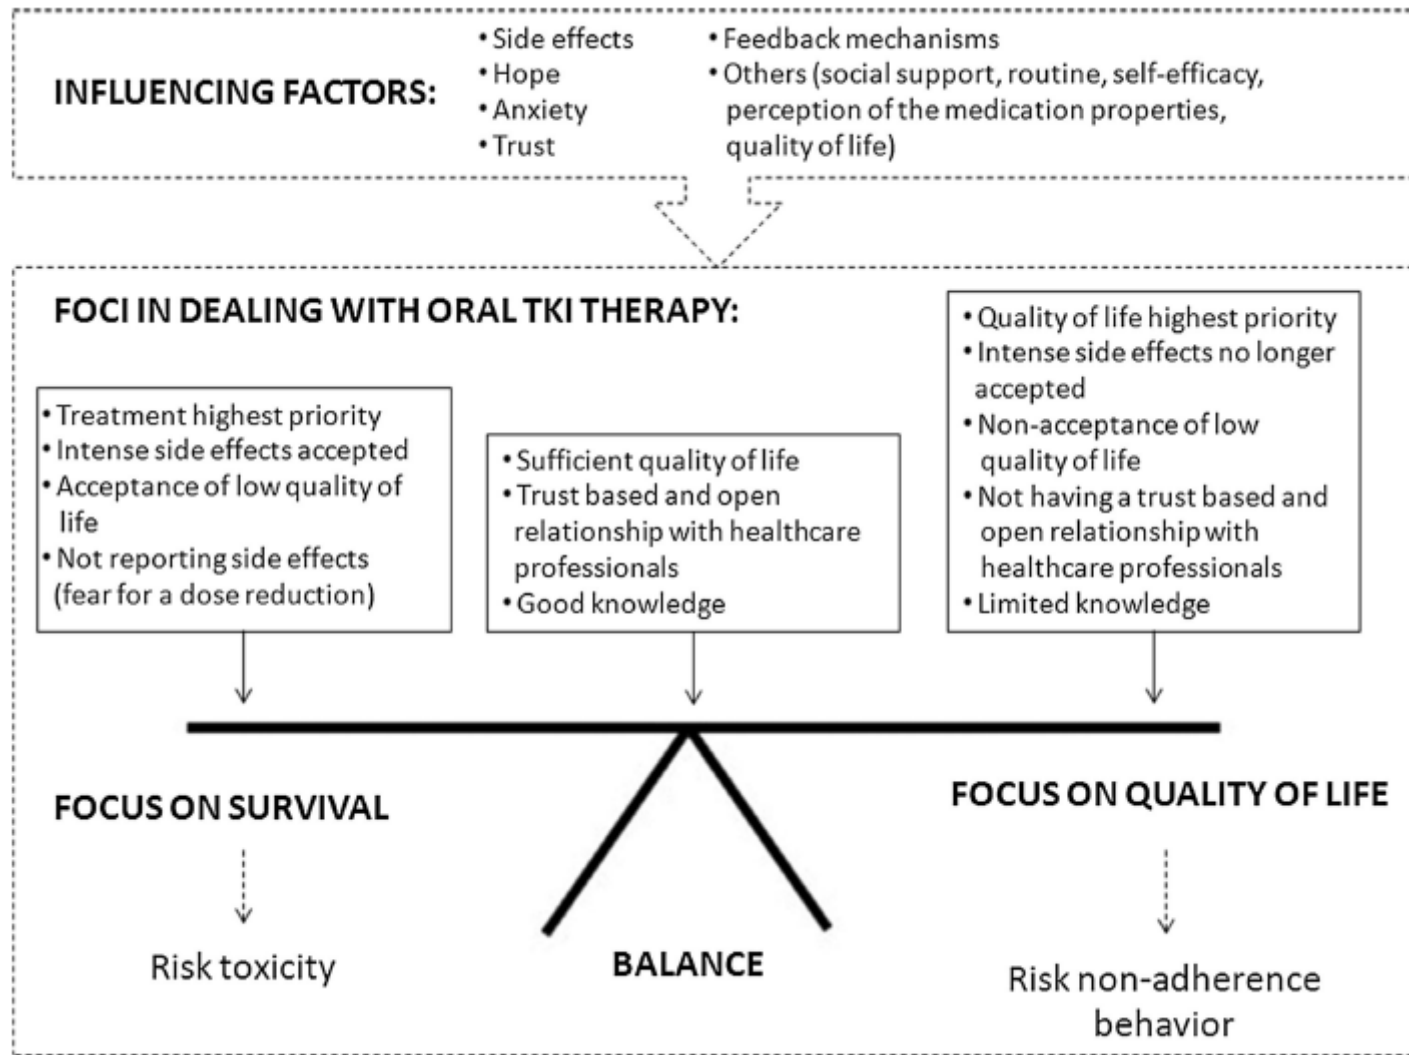 INFLUENCING FACTORS:
• Side effects
• Hope
• Anxiety
• Trust
• Feedback mechanisms
• Others (social support, routine, self-efficacy,
perception of the medication properties,
quality of life)
FOCI IN DEALING WITH ORAL TKI THERAPY:
• Treatment highest priority
• Intense side effects accepted
• Acceptance of low quality of
life
• Not reporting side effects
(fear for a dose reduction)
• Sufficient quality of life
• Trust based and open
relationship with healthcare
professionals
• Good knowledge
• Quality of life highest priority
• Intense side effects no longer
accepted
• Non-acceptance of low
quality of life
• Not having a trust based and
open relationship with
healthcare professionals
• Limited knowledge
FOCUS ON SURVIVAL
Risk toxicity
BALANCE
FOCUS ON QUALITY OF LIFE
Risk non-adherence
behavior